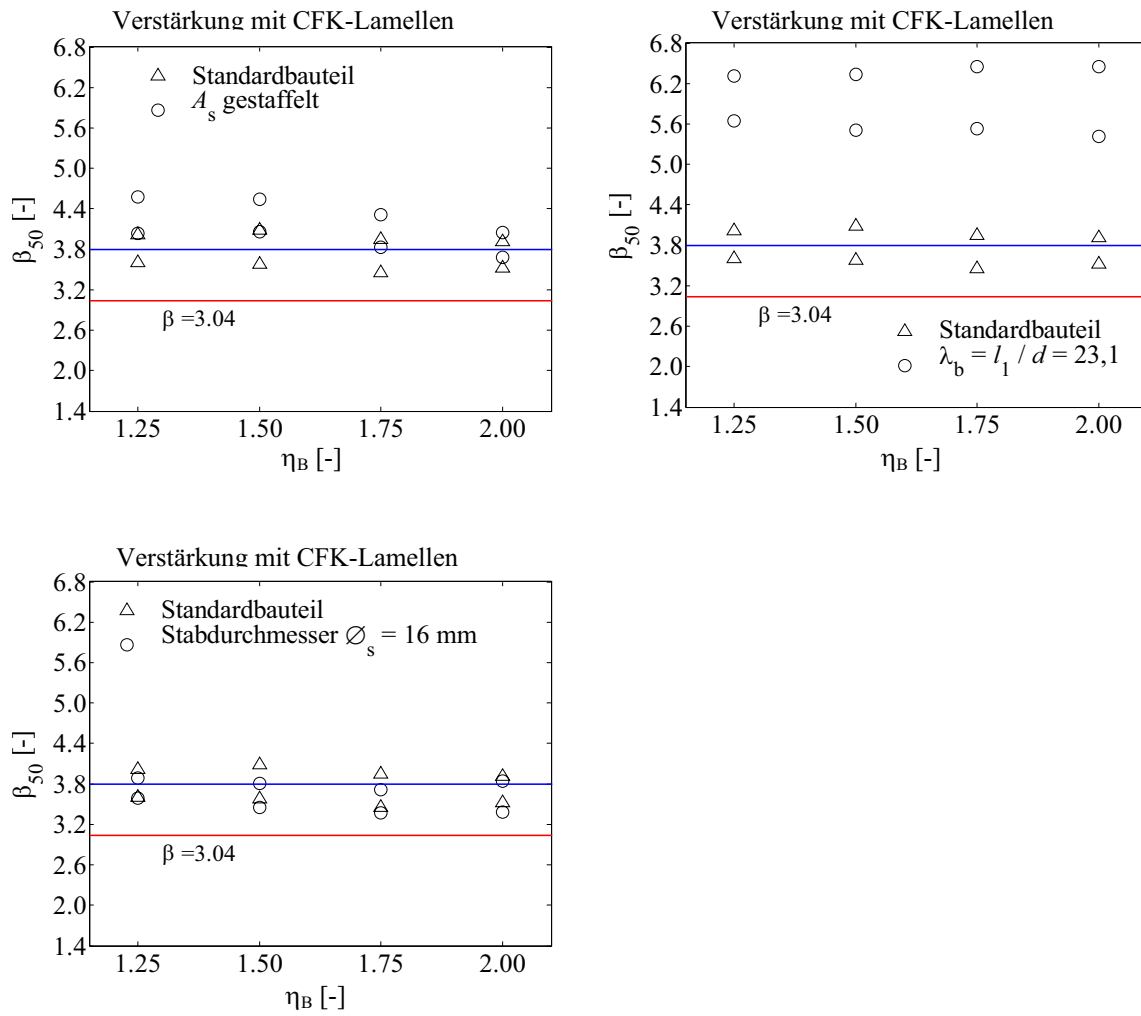 Verstärkung mit CFK-Lamellen
6.8
6.2
5.6
5.0
4.4
3.8
3.2
2.6
2.0
1.4
β50 [-]
Standardbauteil
As gestaffelt
β =3.04
1.25 1.50 1.75 2.00
ηB [-]
Verstärkung mit CFK-Lamellen
6.8
6.2
5.6
5.0
4.4
3.8
3.2
2.6
2.0
1.4
β50 [-]
β =3.04
Standardbauteil
λb = l1 / d = 23,1
1.25 1.50 1.75 2.00
ηB [-]
Verstärkung mit CFK-Lamellen
6.8
6.2
5.6
5.0
4.4
3.8
3.2
2.6
2.0
1.4
β50 [-]
Standardbauteil
Stabdurchmesser ∅s = 16 mm
β =3.04
1.25 1.50 1.75 2.00
ηB [-]